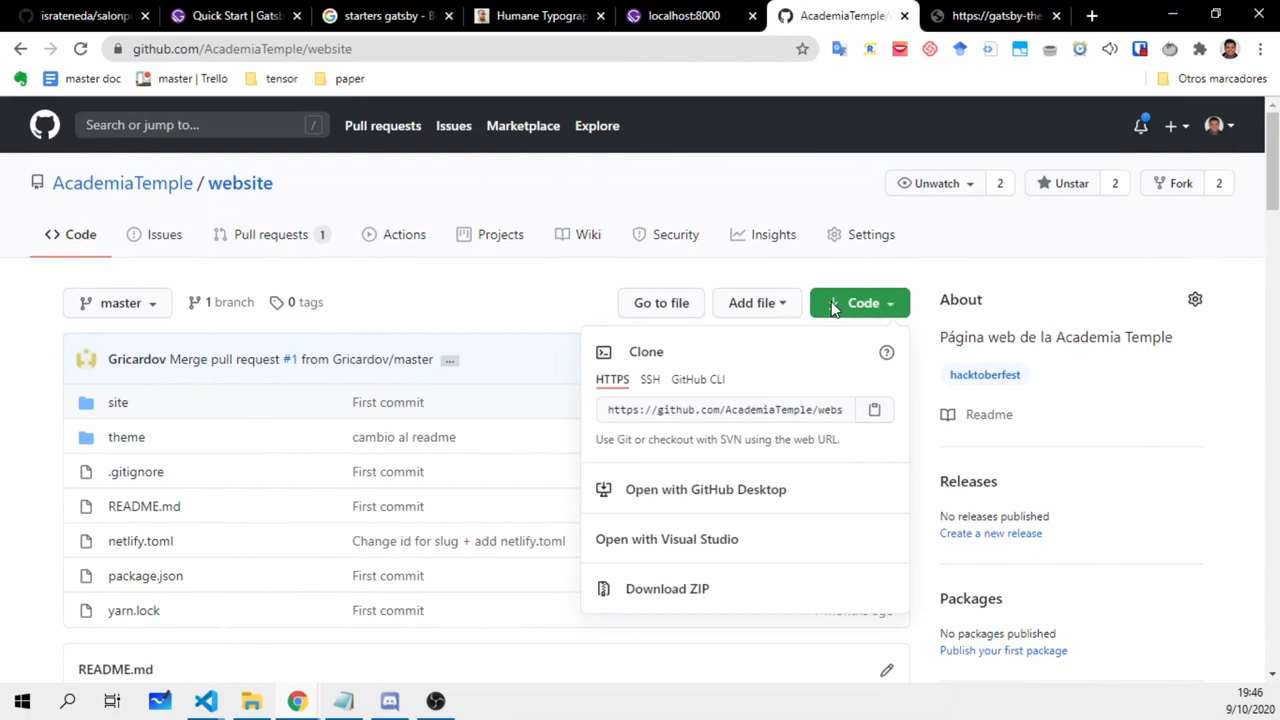 israteneda/salonp
Quick Start | Gatsb
starters gatsby - B
Humane Typograp
localhost:8000
AcademiaTemple/
https://gatsby-the
github.com/AcademiaTemple/website
master doc
master | Trello
tensor
paper
Otros marcadores
Search or jump to...
/
Pull requests
Issues
Marketplace
Explore
AcademiaTemple / website
Unwatch
2
Unstar
2
Fork
2
Code
Issues
Pull requests
1
Actions
Projects
Wiki
Security
Insights
Settings
master
1 branch
0 tags
Go to file
Add file
Code
Gricardov Merge pull request #1 from Gricardov/master
...
site
First commit
theme
cambio al readme
.gitignore
First commit
README.md
First commit
netlify.toml
Change id for slug + add netlify.toml
package.json
First commit
yarn.lock
First commit
Clone
HTTPS
SSH
GitHub CLI
https://github.com/AcademiaTemple/webs
Use Git or checkout with SVN using the web URL.
Open with GitHub Desktop
Open with Visual Studio
Download ZIP
About
Página web de la Academia Temple
hacktoberfest
Readme
Releases
No releases published
Create a new release
Packages
No packages published
Publish your first package
README.md
19:46
9/10/2020